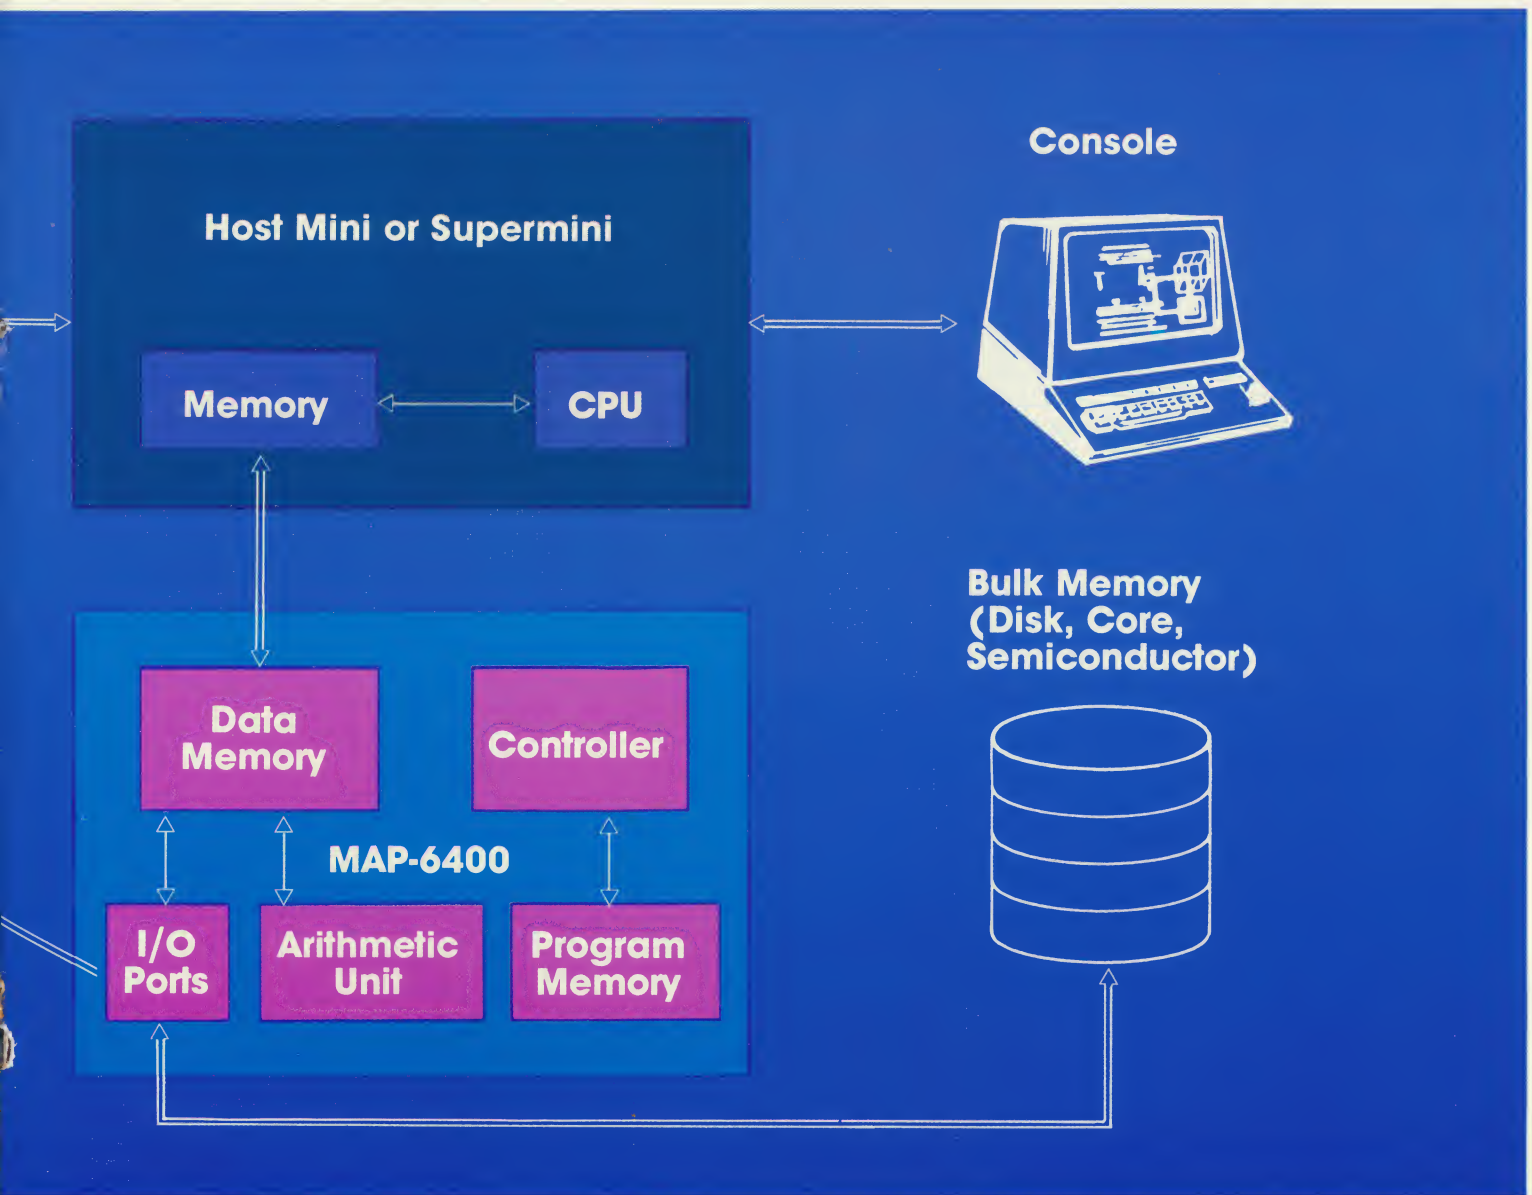 Console
Host Mini or Supermini
Memory
CPU
Bulk Memory
(Disk, Core,
Semiconductor)
Data
Memory
Controller
MAP-6400
I/O
Ports
Arithmetic
Unit
Program
Memory